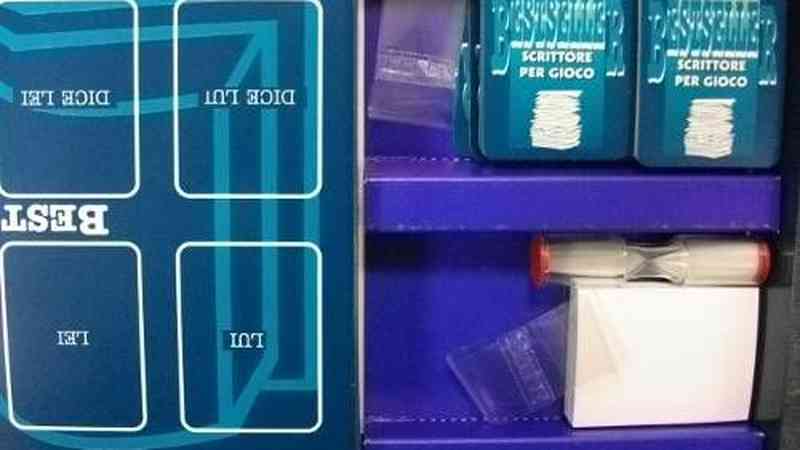 DICE LEI
DICE LUI
BEST
LEI
LUI
BESTSELLER
SCRITTORE
PER GIOCO
BESTSELLER
SCRITTORE
PER GIOCO